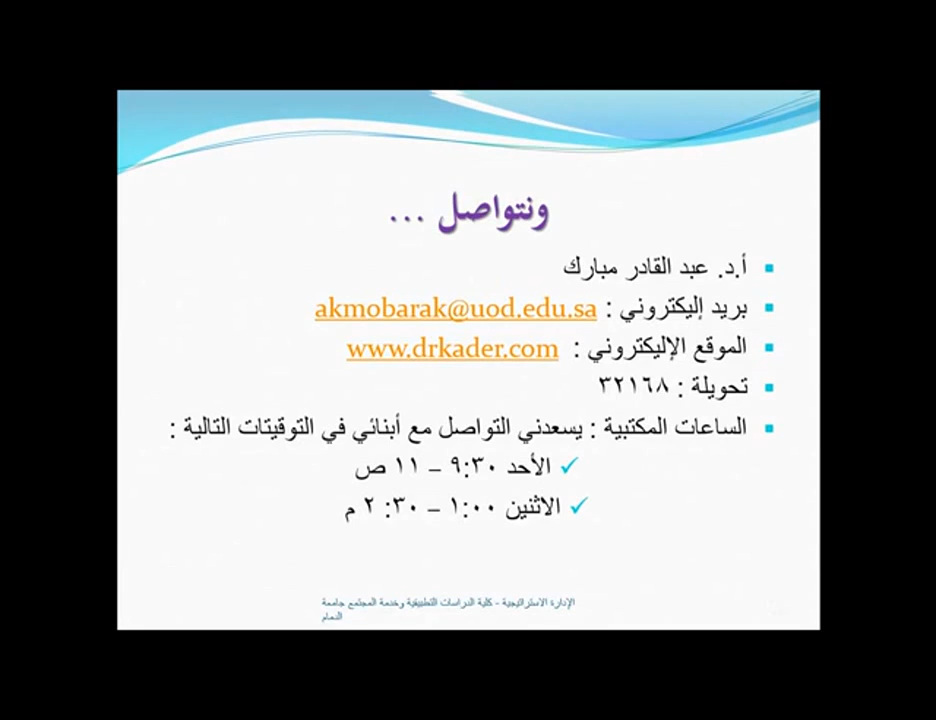 ونتواصل ...
أ.د. عبد القادر مبارك
بريد إليكتروني : akmobarak@uod.edu.sa
الموقع الإليكتروني : www.drkader.com
تحويلة : ٣٢١٦٨
الساعات المكتبية : يسعدني التواصل مع أبنائي في التوقيتات التالية :
الأحد ٩:٣٠ – ١١ ص
الاثنين ١:٠٠ – ٣٠: ٢ م
الإدارة الاستراتيجية - كلية الدراسات التطبيقية وخدمة المجتمع جامعة
الدمام